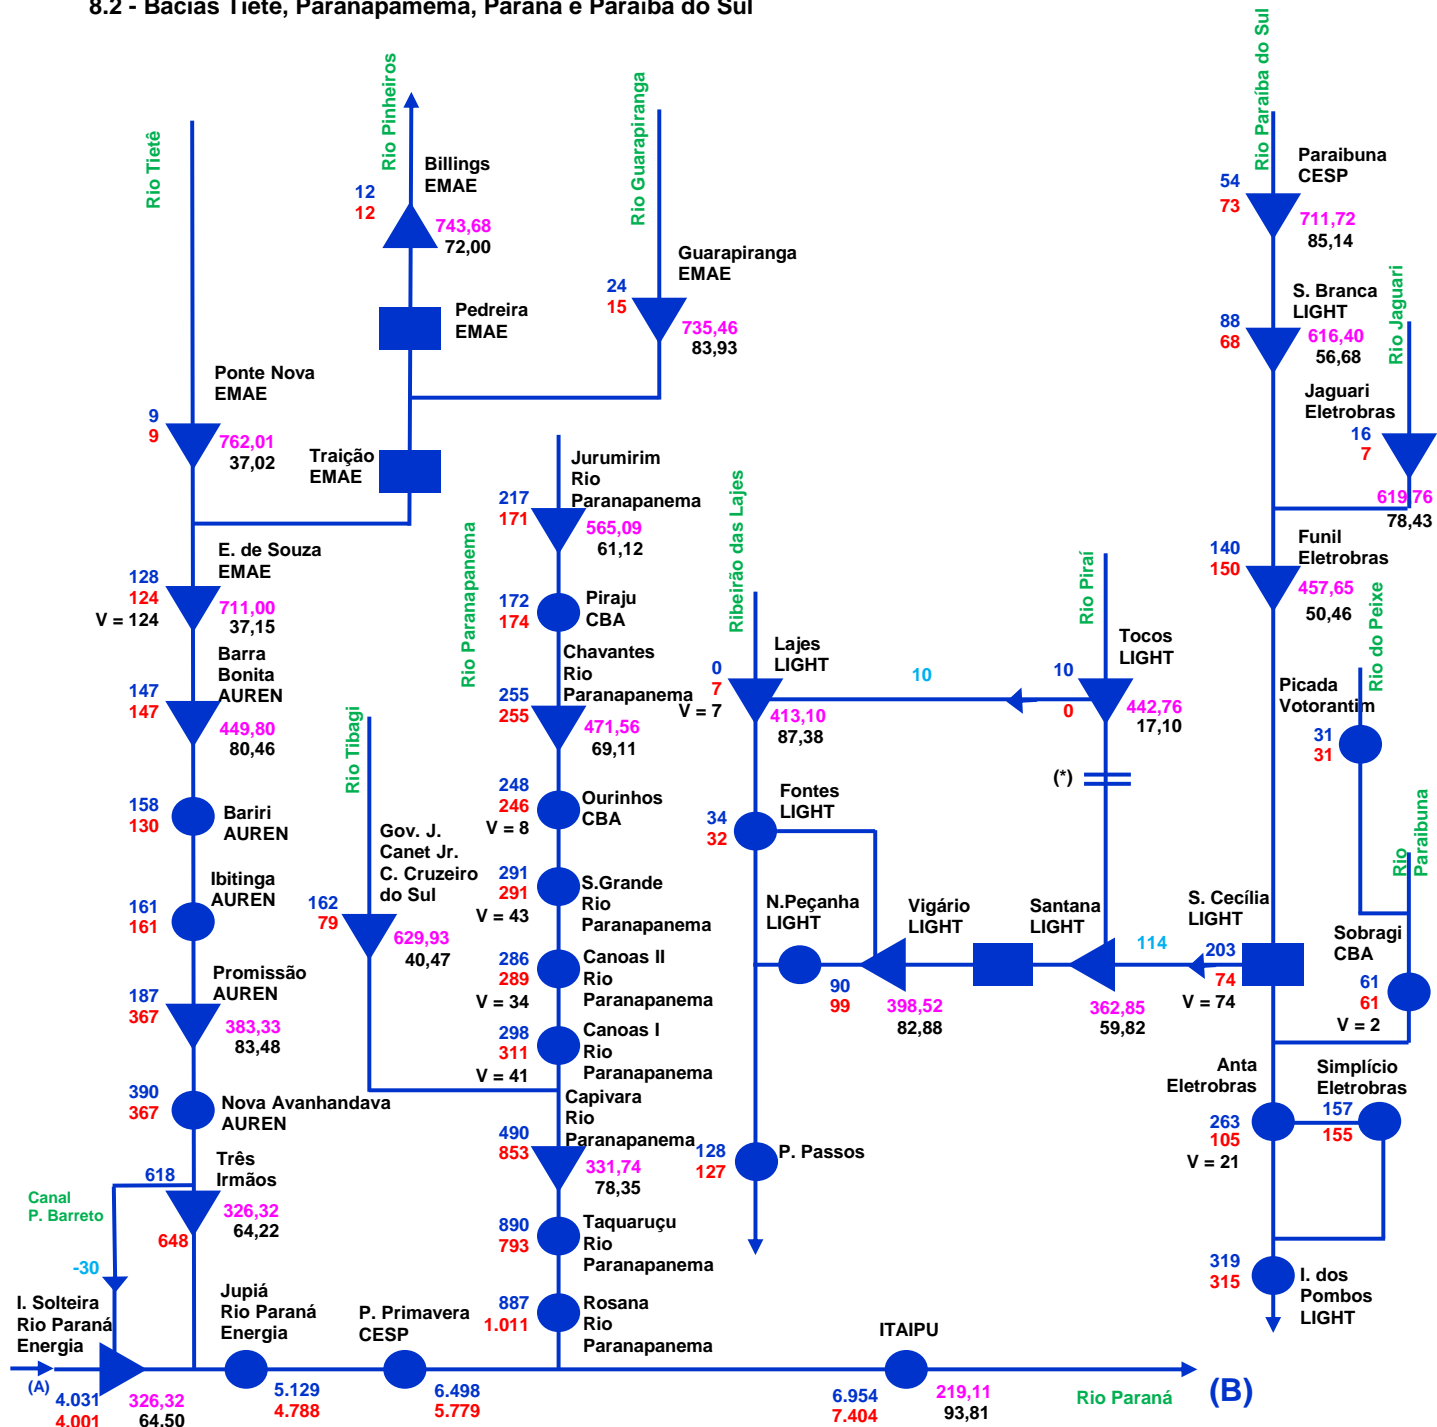 8.2 - Bacias Tietê, Paranapamema, Paraná e Paraíba do Sul
Rio Tietê
Rio Pinheiros
Billings
EMAE
12
12
743,68
72,00
Pedreira
EMAE
Rio Guarapiranga
Guarapiranga
EMAE
24
15
735,46
83,93
Ponte Nova
EMAE
9
9
762,01
37,02
Traição
EMAE
E. de Souza
EMAE
128
124
V = 124
711,00
37,15
Barra
Bonita
AUREN
147
147
449,80
80,46
158
130
Bariri
AUREN
Ibitinga
AUREN
161
161
Promissão
AUREN
187
367
383,33
83,48
390
367
Nova Avanhandava
AUREN
Três
Irmãos
618
326,32
64,22
648
Canal
P. Barreto
-30
I. Solteira
Rio Paraná
Energia
(A)
4.031
4.001
326,32
64,50
Jupiá
Rio Paraná
Energia
5.129
4.788
P. Primavera
CESP
6.498
5.779
Rio Paranapanema
Jurumirim
Rio
Paranapanema
217
171
565,09
61,12
172
174
Piraju
CBA
Chavantes
Rio
Paranapanema
255
255
471,56
69,11
248
246
V = 8
Ourinhos
CBA
Rio Tibagi
Gov. J.
Canet Jr.
C. Cruzeiro
do Sul
162
79
629,93
40,47
291
291
V = 43
S.Grande
Rio
Paranapanema
286
289
V = 34
Canoas II
Rio
Paranapanema
298
311
V = 41
Canoas I
Rio
Paranapanema
Capivara
Rio
Paranapanema
490
853
331,74
78,35
890
793
Taquaruçu
Rio
Paranapanema
887
1.011
Rosana
Rio
Paranapanema
ITAIPU
6.954
7.404
219,11
93,81
Rio Paraná
(B)
Ribeirão das Lajes
Lajes
LIGHT
0
7
V = 7
413,10
87,38
10
Rio Piraí
Tocos
LIGHT
10
0
442,76
17,10
(*)
Fontes
LIGHT
34
32
N.Peçanha
LIGHT
90
99
Vigário
LIGHT
398,52
82,88
Santana
LIGHT
362,85
59,82
114
S. Cecília
LIGHT
203
74
V = 74
128
127
P. Passos
Rio Paraíba do Sul
Paraibuna
CESP
54
73
711,72
85,14
S. Branca
LIGHT
88
68
616,40
56,68
Rio Jaguari
Jaguari
Eletrobras
16
7
619,76
78,43
Funil
Eletrobras
140
150
457,65
50,46
Rio do Peixe
Picada
Votorantim
31
31
Rio
Paraibuna
Sobragi
CBA
61
61
V = 2
Anta
Eletrobras
263
105
V = 21
Simplício
Eletrobras
157
155
319
315
I. dos
Pombos
LIGHT